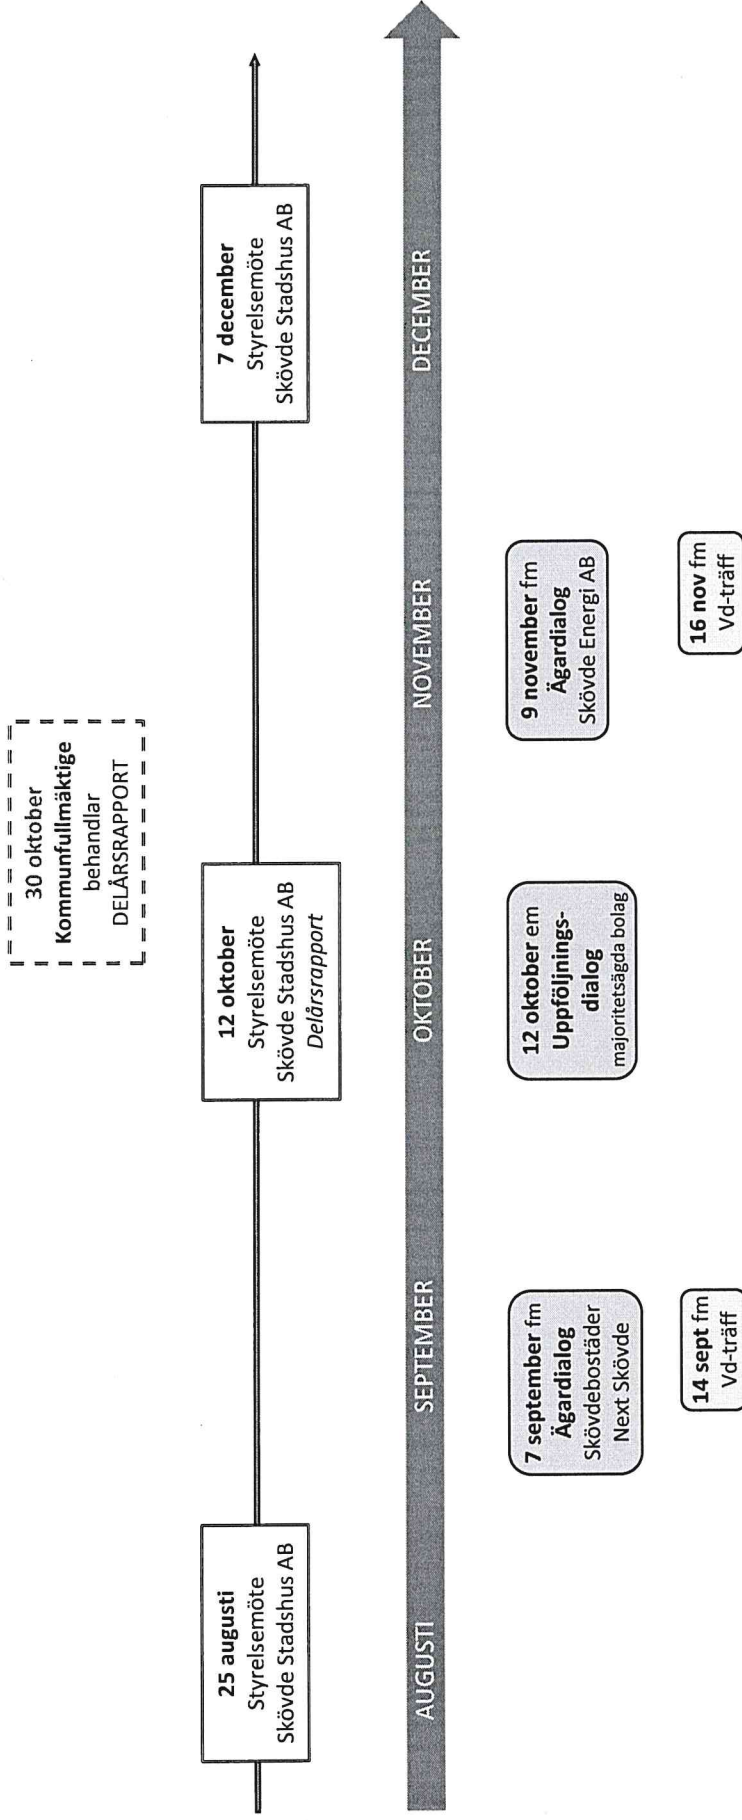 30 oktober
Kommunfullmäktige
behandlar
DELÅRSRAPPORT
25 augusti
Styrelsemöte
Skövde Stadshus AB
12 oktober
Styrelsemöte
Skövde Stadshus AB
Delårsrapport
7 december
Styrelsemöte
Skövde Stadshus AB
AUGUSTI
SEPTEMBER
OKTOBER
NOVEMBER
DECEMBER
7 september fm
Ägardialog
Skövdebostäder
Next Skövde
12 oktober em
Uppföljnings-
dialog
majoritetsägda bolag
9 november fm
Ägardialog
Skövde Energi AB
14 sept fm
Vd-träff
16 nov fm
Vd-träff